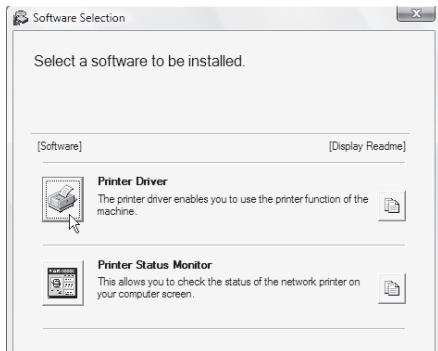 Software Selection
Select a software to be installed.
[Software] [Display Readme]
Printer Driver
The printer driver enables you to use the printer function of the
machine.
Printer Status Monitor
This allows you to check the status of the network printer on
your computer screen.